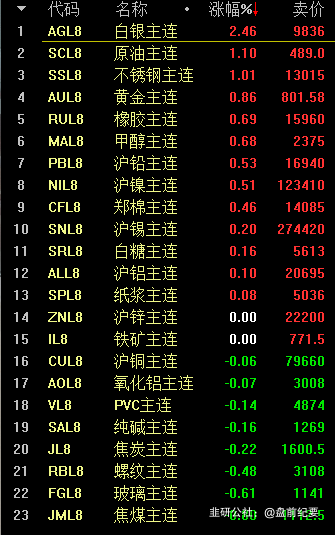 代码 名称 涨幅%↓ 卖价
1 AGL8 白银主连 2.46 9836
2 SCL8 原油主连 1.10 489.0
3 SSL8 不锈钢主连 1.01 13015
4 AUL8 黄金主连 0.86 801.58
5 RUL8 橡胶主连 0.69 15960
6 MAL8 甲醇主连 0.68 2375
7 PBL8 沪铅主连 0.53 16940
8 NIL8 沪镍主连 0.51 123410
9 CFL8 郑棉主连 0.46 14085
10 SNL8 沪锡主连 0.20 274420
11 SRL8 白糖主连 0.16 5613
12 ALL8 沪铝主连 0.10 20695
13 SPL8 纸浆主连 0.08 5036
14 ZNL8 沪锌主连 0.00 22200
15 IL8 铁矿主连 0.00 771.5
16 CUL8 沪铜主连 -0.06 79660
17 AOL8 氧化铝主连 -0.07 3008
18 VL8 PVC主连 -0.14 4874
19 SAL8 纯碱主连 -0.16 1269
20 JL8 焦炭主连 -0.22 1600.5
21 RBL8 螺纹主连 -0.48 3108
22 FGL8 玻璃主连 -0.61 1141
23 JML8 焦煤主连
韭研公社:@盘前纪要